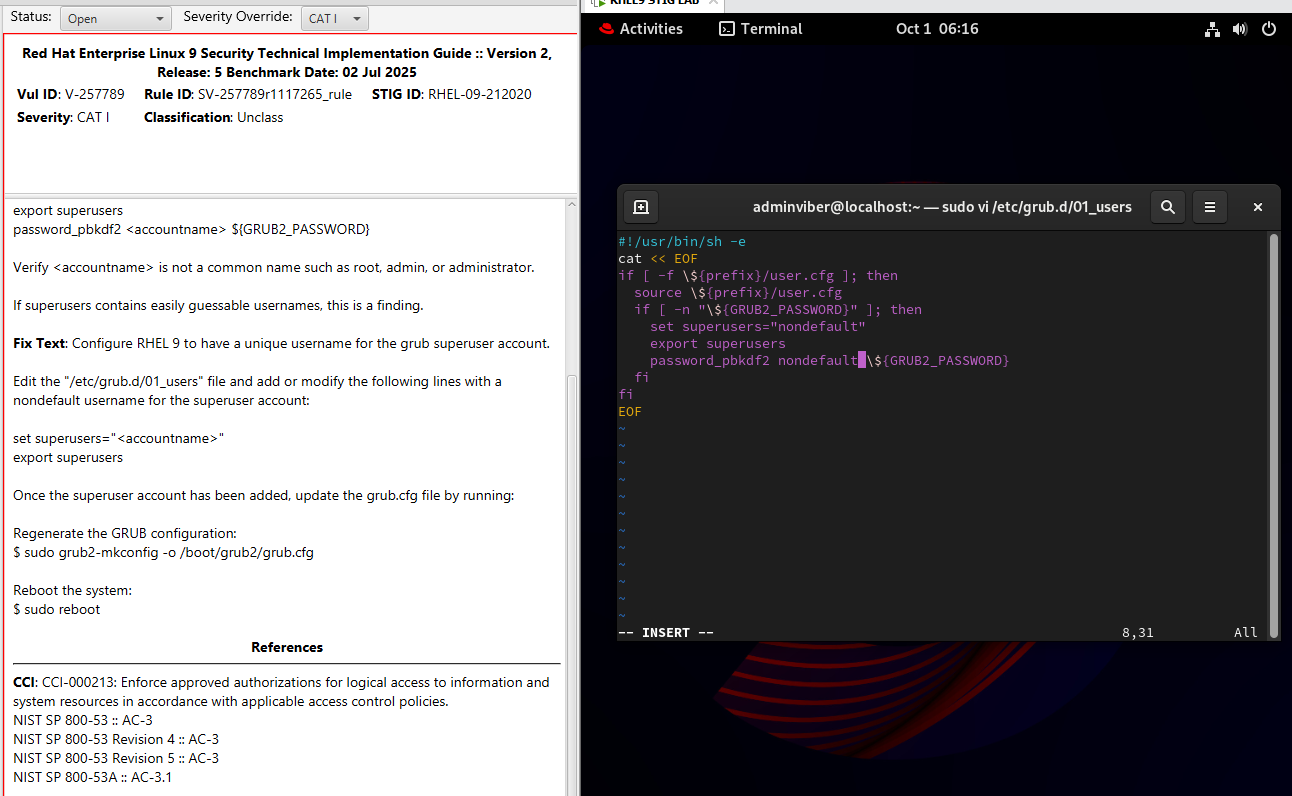 Status: Open Severity Override: CAT I
Red Hat Enterprise Linux 9 Security Technical Implementation Guide :: Version 2,
Release: 5 Benchmark Date: 02 Jul 2025
Vul ID: V-257789 Rule ID: SV-257789r1117265_rule STIG ID: RHEL-09-212020
Severity: CAT I Classification: Unclass
export superusers
password_pbkdf2 <accountname> ${GRUB2_PASSWORD}
Verify <accountname> is not a common name such as root, admin, or administrator.
If superusers contains easily guessable usernames, this is a finding.
Fix Text: Configure RHEL 9 to have a unique username for the grub superuser account.
Edit the "/etc/grub.d/01_users" file and add or modify the following lines with a
nondefault username for the superuser account:
set superusers="<accountname>"
export superusers
Once the superuser account has been added, update the grub.cfg file by running:
Regenerate the GRUB configuration:
$ sudo grub2-mkconfig -o /boot/grub2/grub.cfg
Reboot the system:
$ sudo reboot
References
CCI: CCI-000213: Enforce approved authorizations for logical access to information and
system resources in accordance with applicable access control policies.
NIST SP 800-53 :: AC-3
NIST SP 800-53 Revision 4 :: AC-3
NIST SP 800-53 Revision 5 :: AC-3
NIST SP 800-53A :: AC-3.1
RHEL9 STIG LAB
Activities Terminal Oct 1 06:16
adminviber@localhost:~ — sudo vi /etc/grub.d/01_users
#!/usr/bin/sh -e
cat << EOF
if [ -f \${prefix}/user.cfg ]; then
  source \${prefix}/user.cfg
  if [ -n "\${GRUB2_PASSWORD}" ]; then
    set superusers="nondefault"
    export superusers
    password_pbkdf2 nondefault \${GRUB2_PASSWORD}
  fi
fi
EOF
~
~
~
~
~
~
~
~
~
~
~
~
-- INSERT -- 8,31 All